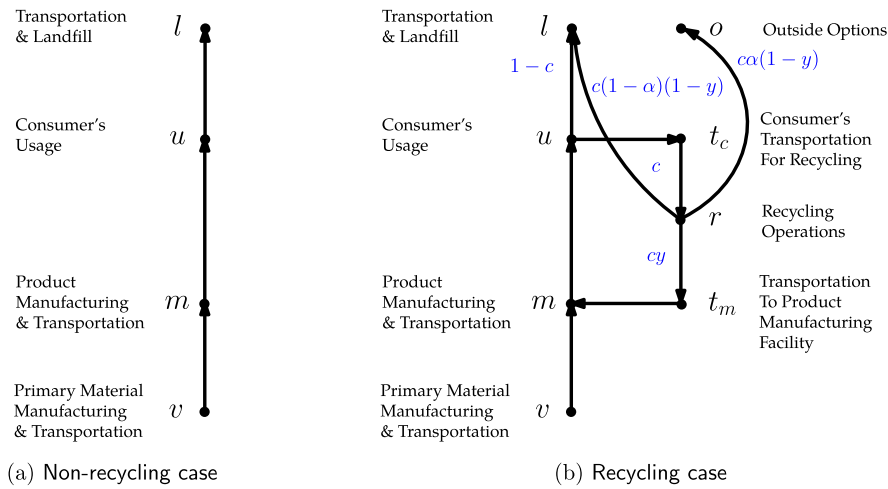 Transportation
& Landfill
l
Consumer's
Usage
u
Product
Manufacturing
& Transportation
m
Primary Material
Manufacturing
& Transportation
v
(a) Non-recycling case
Transportation
& Landfill
l
o
Outside Options
1 − c
c(1 − α)(1 − y)
cα(1 − y)
Consumer's
Usage
u
t_c
Consumer's
Transportation
For Recycling
c
r
Recycling
Operations
cy
Product
Manufacturing
& Transportation
m
t_m
Transportation
To Product
Manufacturing
Facility
Primary Material
Manufacturing
& Transportation
v
(b) Recycling case